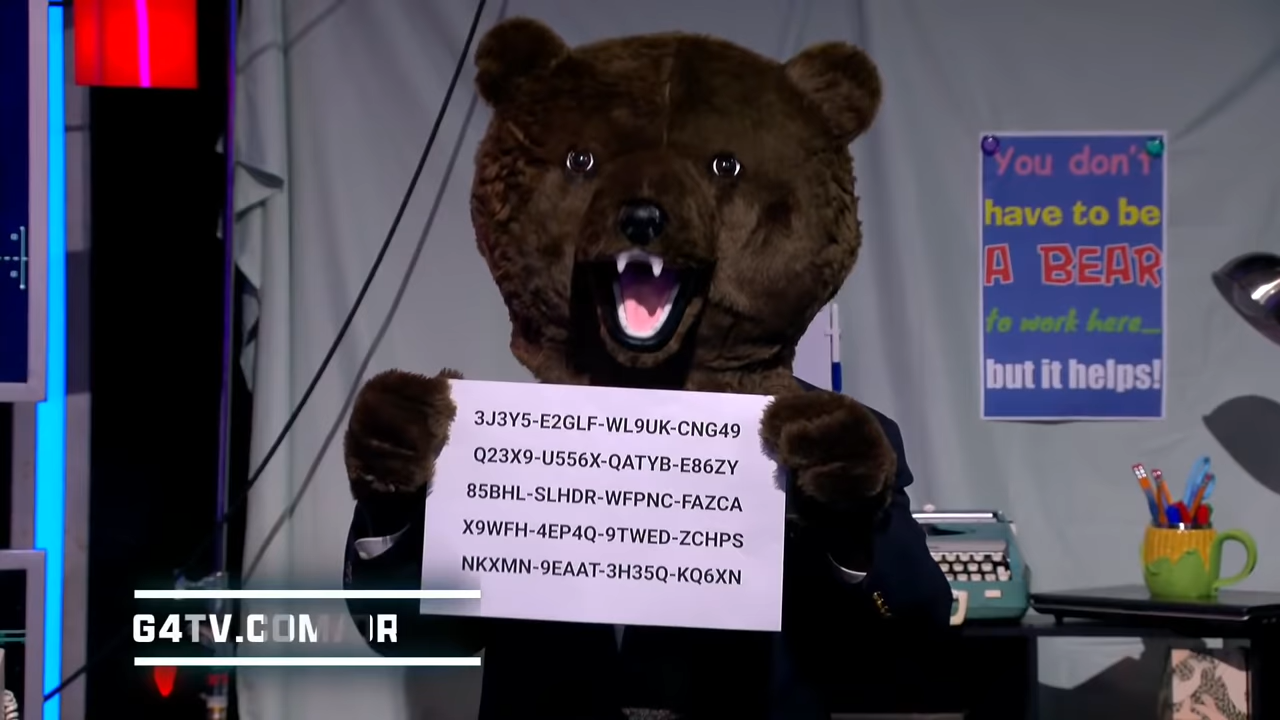 You don't
have to be
A BEAR
to work here...
but it helps!
3J3Y5-E2GLF-WL9UK-CNG49
Q23X9-U556X-QATYB-E86ZY
85BHL-SLHDR-WFPNC-FAZCA
X9WFH-4EP4Q-9TWED-ZCHPS
NKXMN-9EAAT-3H35Q-KQ6XN
G4TV.COM/DR